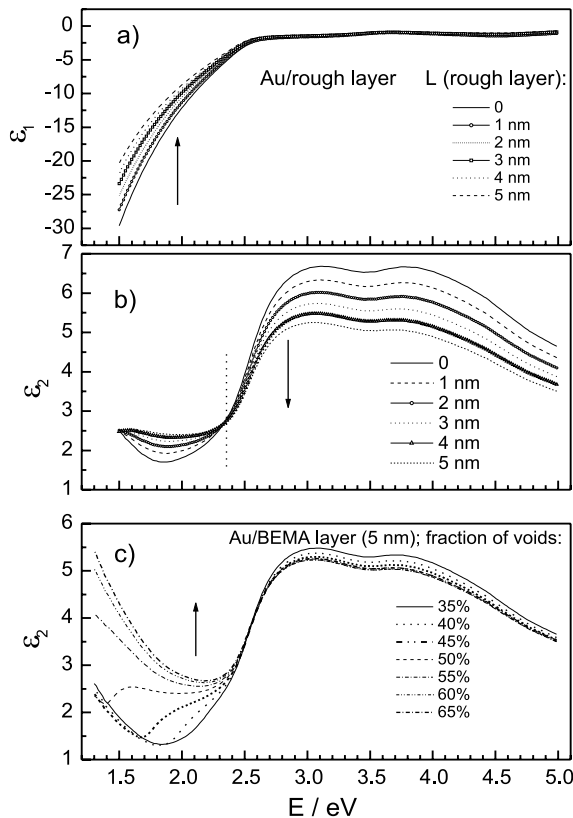 a)
Au/rough layer
L (rough layer):
0
1 nm
2 nm
3 nm
4 nm
5 nm
0
-5
-10
-15
-20
-25
-30
ε1
b)
0
1 nm
2 nm
3 nm
4 nm
5 nm
7
6
5
4
3
2
1
ε2
c)
Au/BEMA layer (5 nm); fraction of voids:
35%
40%
45%
50%
55%
60%
65%
6
5
4
3
2
1
ε2
1.5 2.0 2.5 3.0 3.5 4.0 4.5 5.0
E / eV